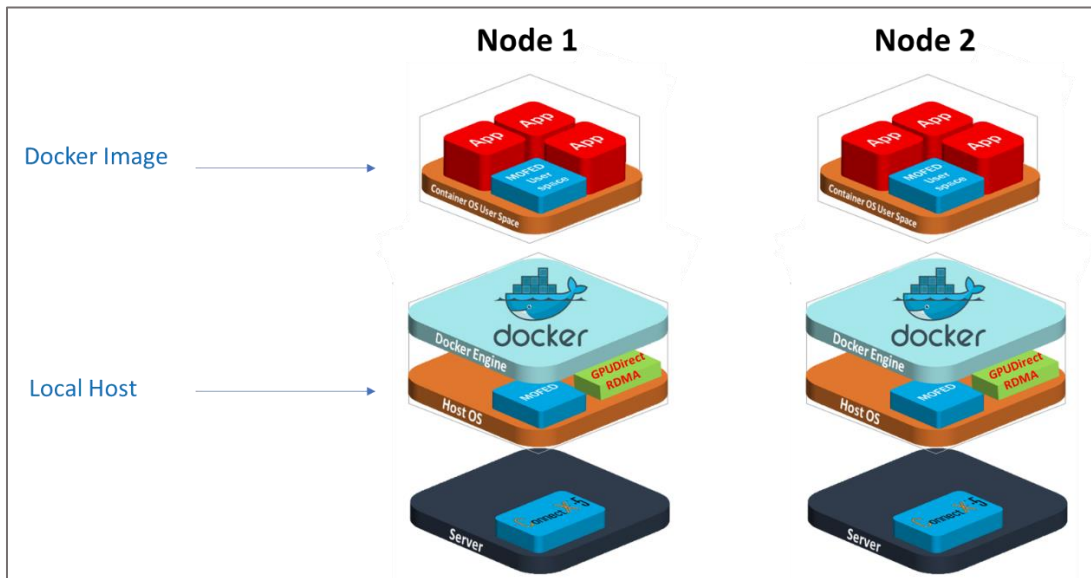 Node 1
Node 2
Docker Image
App
App
App
MOFED
User
space
Container OS User Space
App
App
App
MOFED
User
space
Container OS User Space
docker
Docker Engine
docker
Docker Engine
Local Host
GPUDirect
RDMA
MOFED
Host OS
GPUDirect
RDMA
MOFED
Host OS
ConnectX-5
Server
ConnectX-5
Server